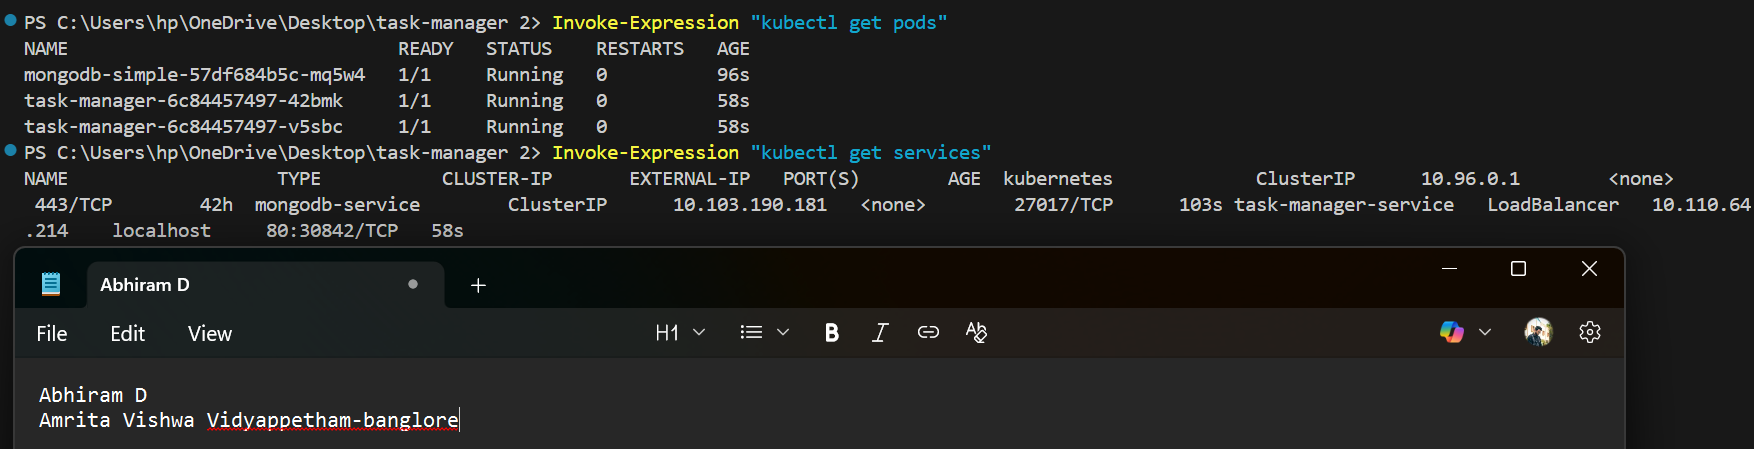 PS C:\Users\hp\OneDrive\Desktop\task-manager 2> Invoke-Expression "kubectl get pods"
NAME READY STATUS RESTARTS AGE
mongodb-simple-57df684b5c-mq5w4 1/1 Running 0 96s
task-manager-6c84457497-42bmk 1/1 Running 0 58s
task-manager-6c84457497-v5sbc 1/1 Running 0 58s
PS C:\Users\hp\OneDrive\Desktop\task-manager 2> Invoke-Expression "kubectl get services"
NAME TYPE CLUSTER-IP EXTERNAL-IP PORT(S) AGE kubernetes ClusterIP 10.96.0.1 <none>
443/TCP 42h mongodb-service ClusterIP 10.103.190.181 <none> 27017/TCP 103s task-manager-service LoadBalancer 10.110.64
.214 localhost 80:30842/TCP 58s
Abhiram D
File Edit View H1 B I
Abhiram D
Amrita Vishwa Vidyappetham-banglore